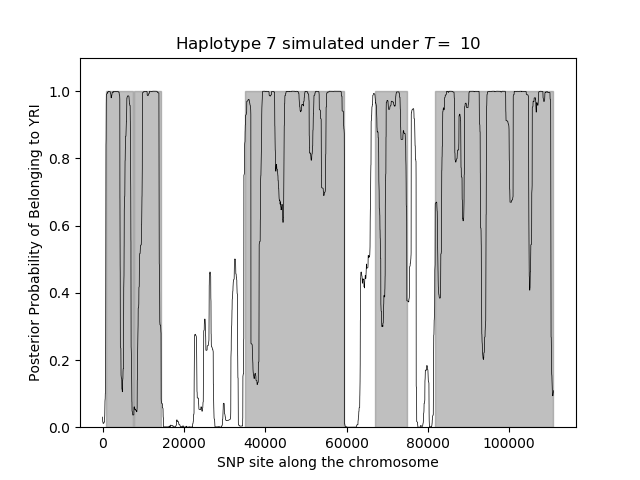 Haplotype 7 simulated under T = 10
Posterior Probability of Belonging to YRI
1.0
0.8
0.6
0.4
0.2
0.0
0 20000 40000 60000 80000 100000
SNP site along the chromosome